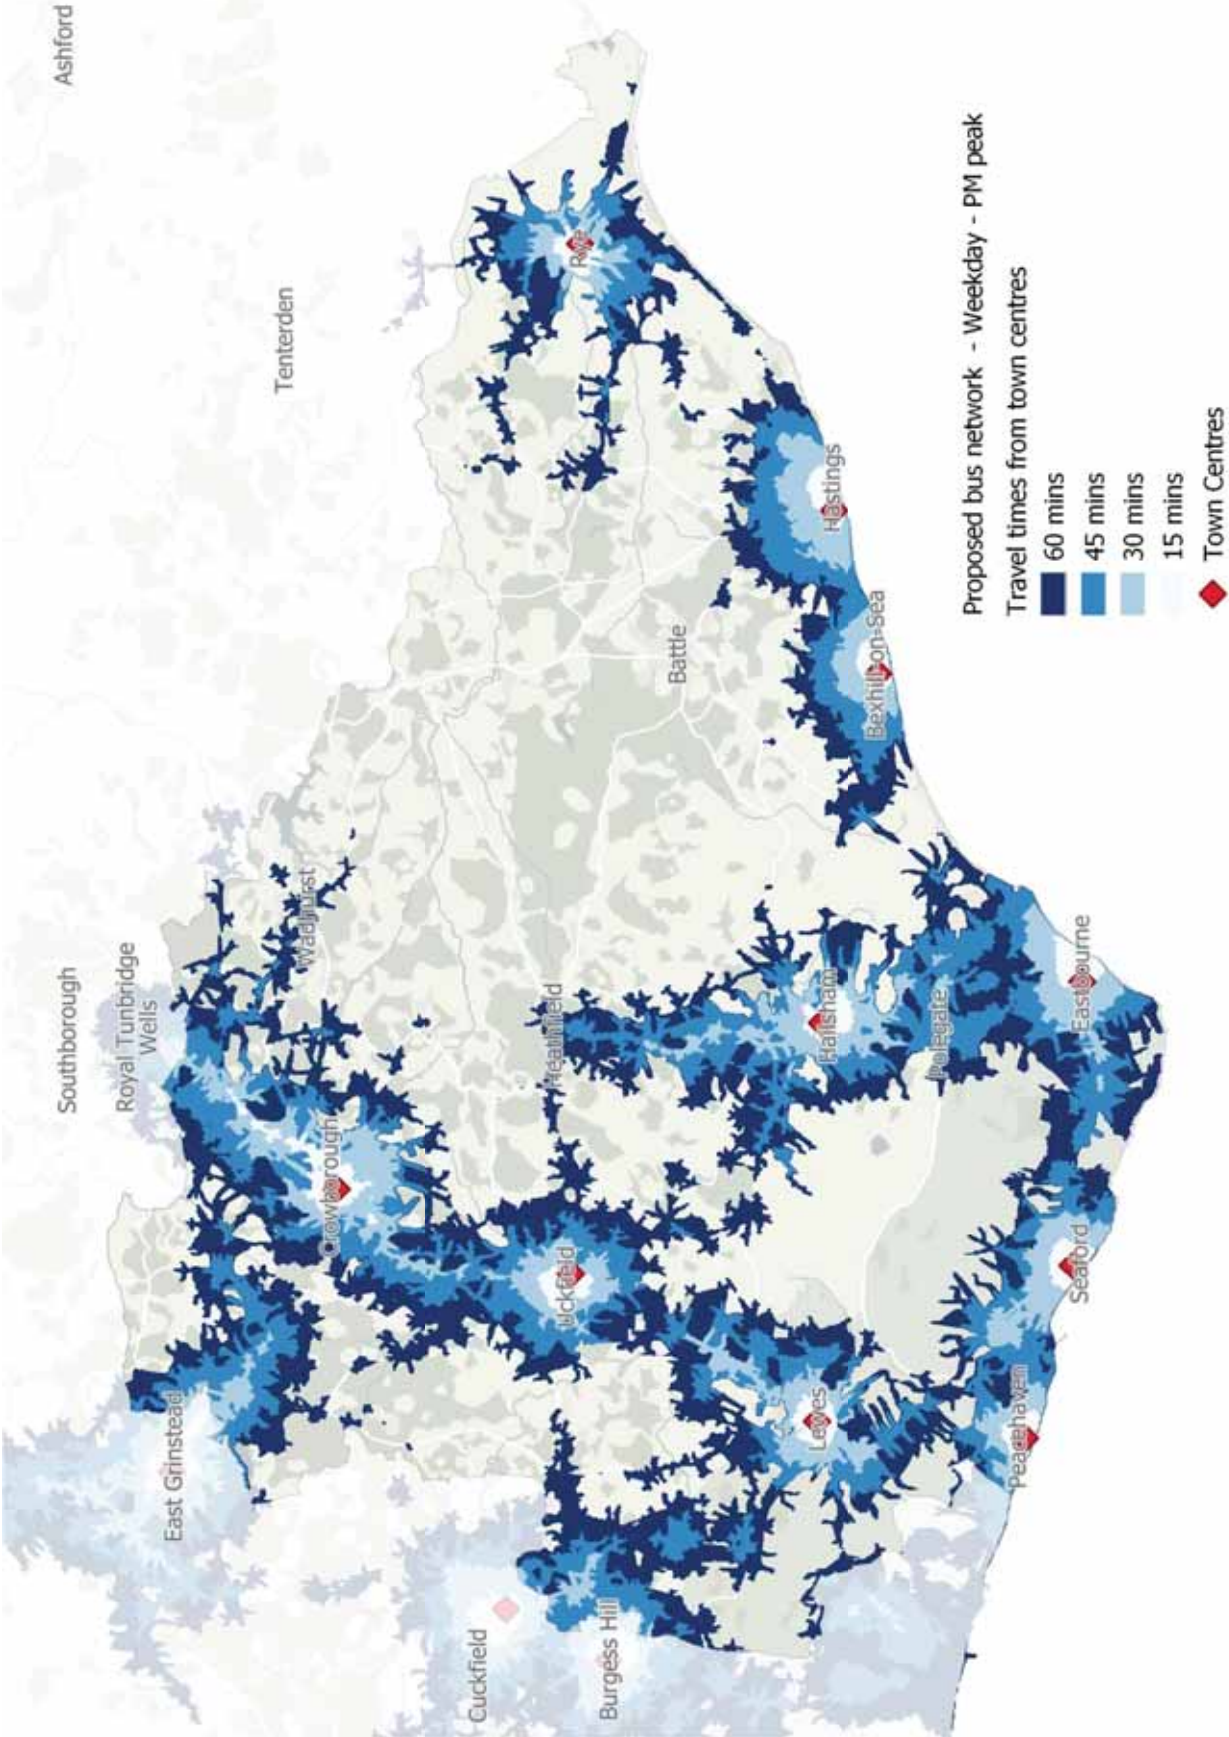 Ashford
Tenterden
Southborough
Royal Tunbridge
Wells
Wadhurst
Rye
East Grinstead
Crowborough
Cuckfield
Heathfield
Uckfield
Battle
Burgess Hill
Hastings
Bexhill-on-Sea
Hailsham
Lewes
Polegate
Eastbourne
Seaford
Peacehaven
Proposed bus network - Weekday - PM peak
Travel times from town centres
60 mins
45 mins
30 mins
15 mins
Town Centres